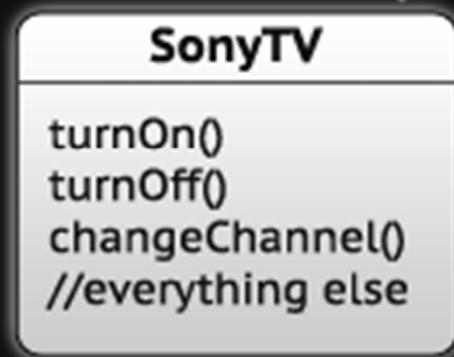 SonyTV
turnOn()
turnOff()
changeChannel()
//everything else